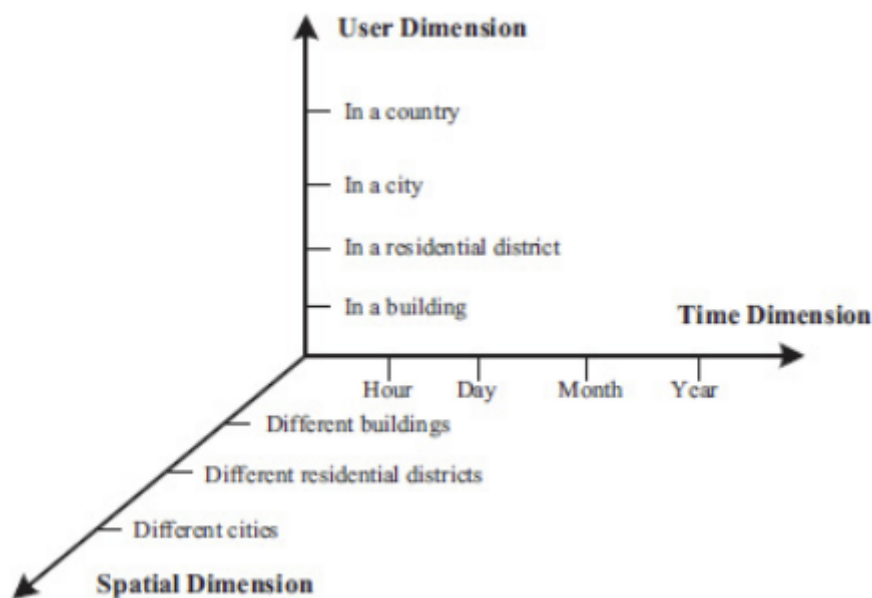 User Dimension
In a country
In a city
In a residential district
In a building
Time Dimension
Hour Day Month Year
Different buildings
Different residential districts
Different cities
Spatial Dimension